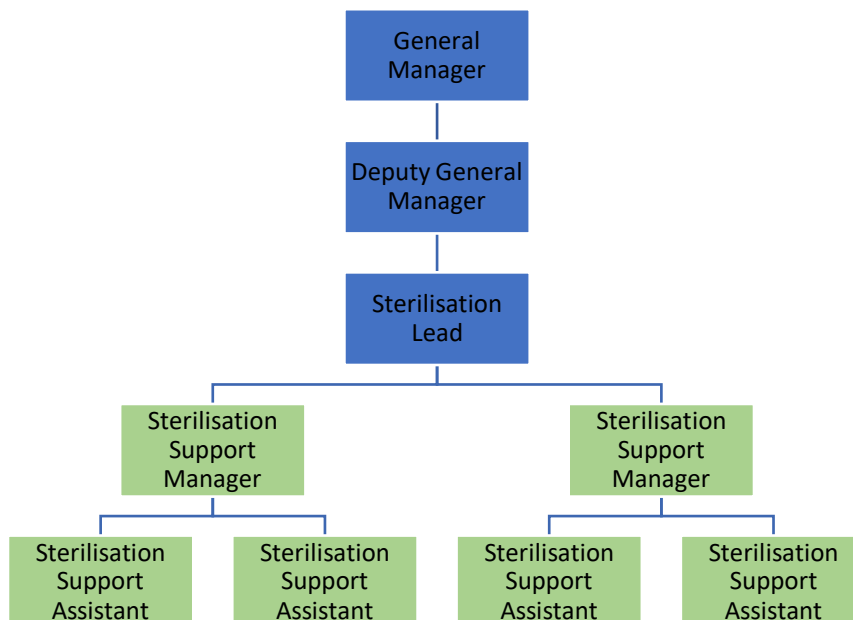 General
Manager
Deputy General
Manager
Sterilisation
Lead
Sterilisation
Support
Manager
Sterilisation
Support
Manager
Sterilisation
Support
Assistant
Sterilisation
Support
Assistant
Sterilisation
Support
Assistant
Sterilisation
Support
Assistant